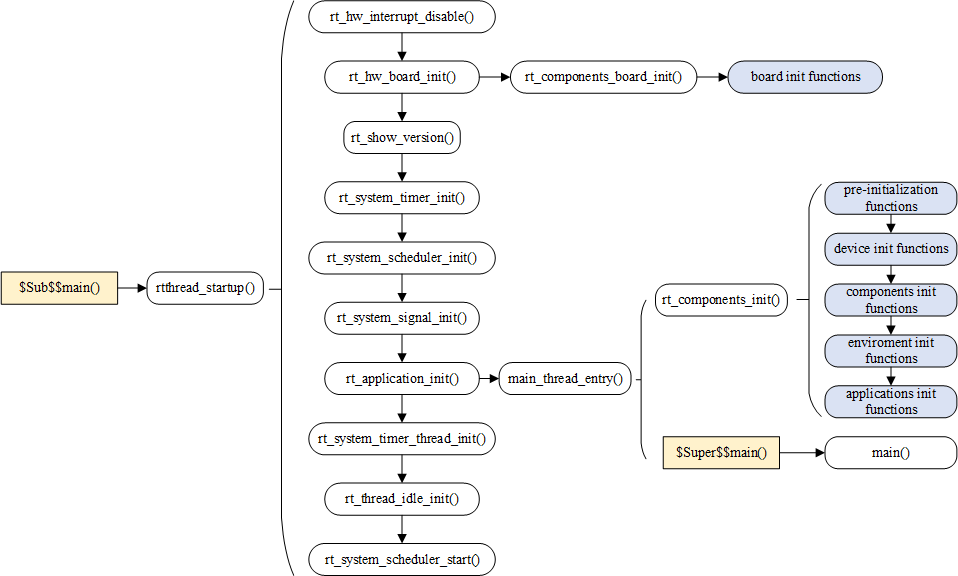 $Sub$$main()
rtthread_startup()
rt_hw_interrupt_disable()
rt_hw_board_init()
rt_components_board_init()
board init functions
rt_show_version()
rt_system_timer_init()
rt_system_scheduler_init()
rt_system_signal_init()
rt_application_init()
main_thread_entry()
rt_components_init()
pre-initialization
functions
device init functions
components init
functions
enviroment init
functions
applications init
functions
$Super$$main()
main()
rt_system_timer_thread_init()
rt_thread_idle_init()
rt_system_scheduler_start()